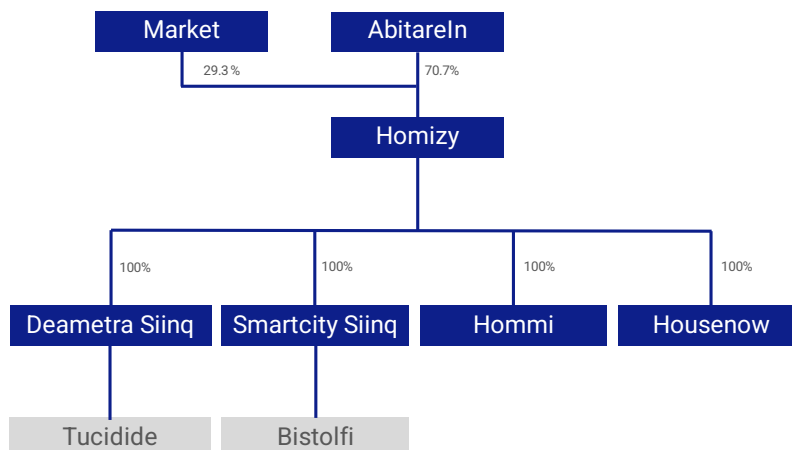 Market
AbitareIn
29.3%
70.7%
Homizy
100%
100%
100%
100%
Deametra Siinq
Smartcity Siinq
Hommi
Housenow
Tucidide
Bistolfi